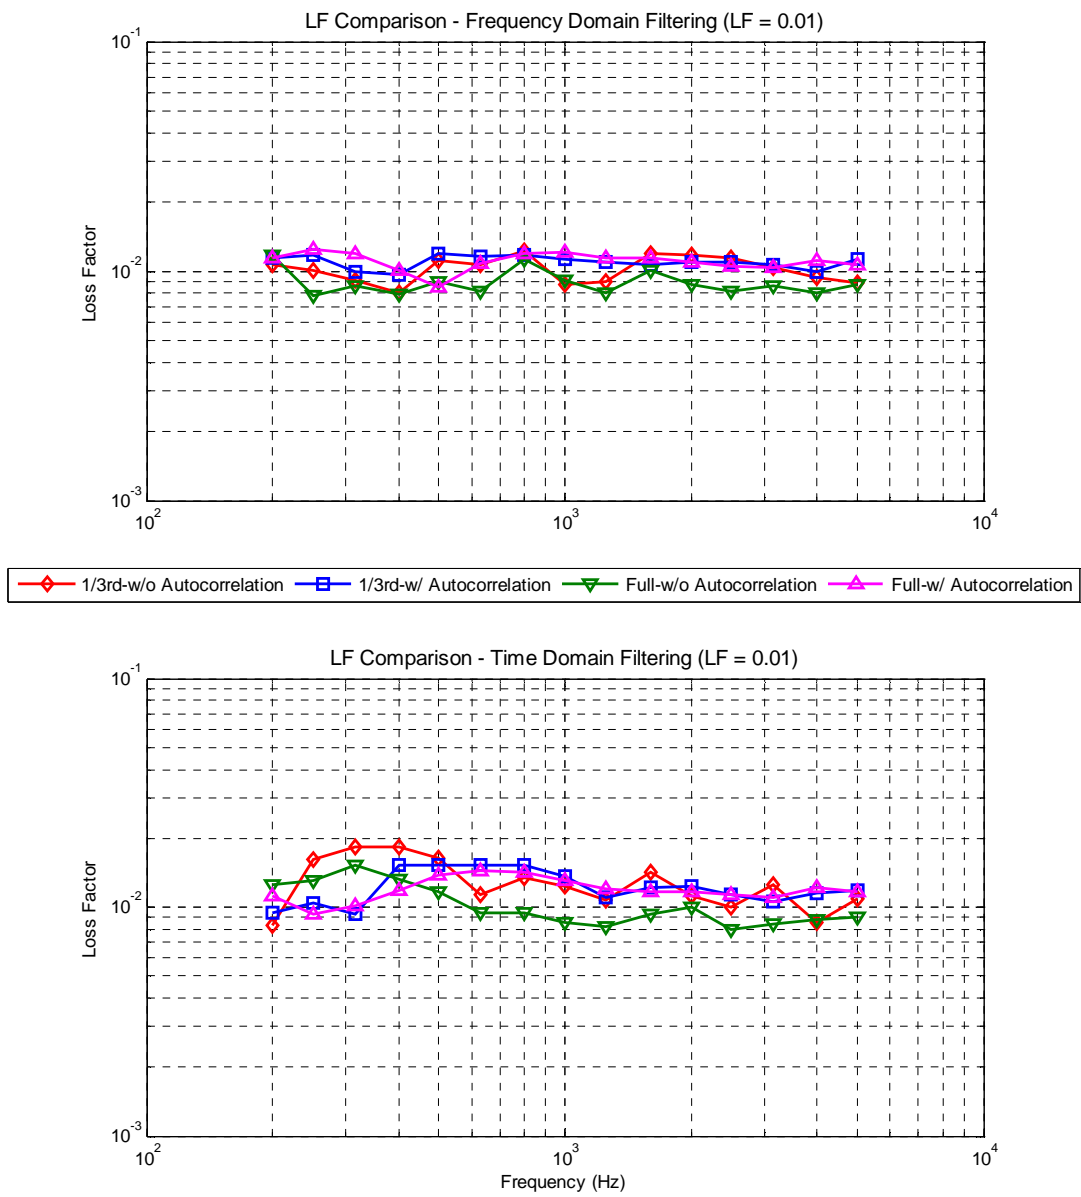 LF Comparison - Frequency Domain Filtering (LF = 0.01)
10^-1
10^-2
10^-3
Loss Factor
10^2
10^3
10^4
1/3rd-w/o Autocorrelation
1/3rd-w/ Autocorrelation
Full-w/o Autocorrelation
Full-w/ Autocorrelation
LF Comparison - Time Domain Filtering (LF = 0.01)
10^-1
10^-2
10^-3
Loss Factor
10^2
10^3
10^4
Frequency (Hz)